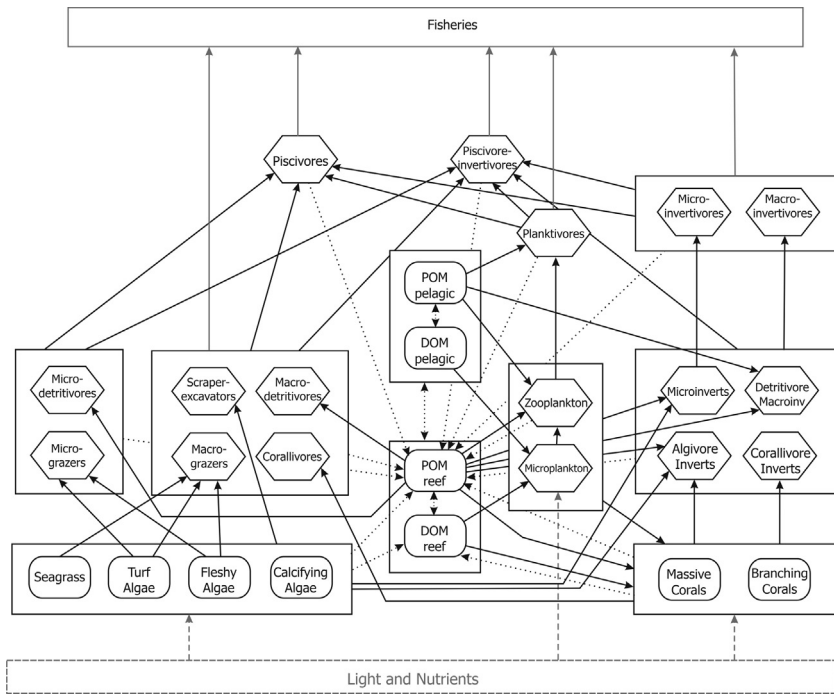 Fisheries
Piscivores
Piscivore-
invertivores
Micro-
invertivores
Macro-
invertivores
Planktivores
POM
pelagic
DOM
pelagic
Micro-
detritivores
Scraper-
excavators
Macro-
detritivores
Zooplankton
Microinverts
Detritivore
Macroinv.
Micro-
grazers
Macro-
grazers
Corallivores
POM
reef
Microplankton
Algivore
Inverts
Corallivore
Inverts
DOM
reef
Seagrass
Turf
Algae
Fleshy
Algae
Calcifying
Algae
Massive
Corals
Branching
Corals
Light and Nutrients